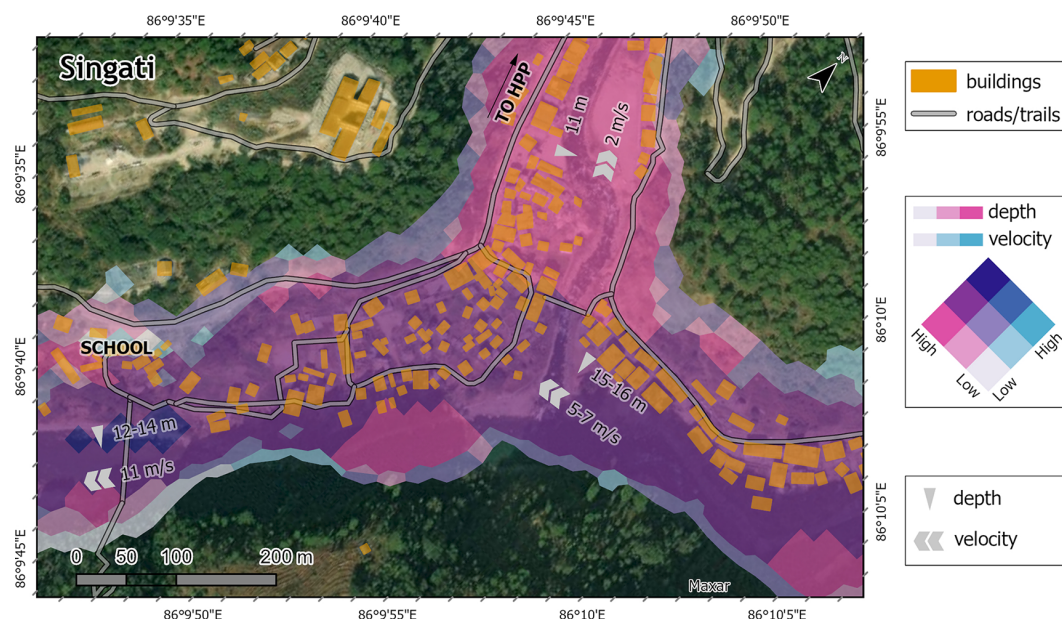 86°9'35"E 86°9'40"E 86°9'45"E 86°9'50"E
Singati
TO HPP
11 m
2 m/s
86°9'35"E
86°9'55"E
buildings
roads/trails
depth
velocity
High
Low
Low
High
86°10'E
SCHOOL
86°9'40"E
15-16 m
5-7 m/s
12-14 m
11 m/s
86°10'5"E
depth
velocity
86°9'45"E
0 50 100 200 m
Maxar
86°9'50"E 86°9'55"E 86°10'E 86°10'5"E